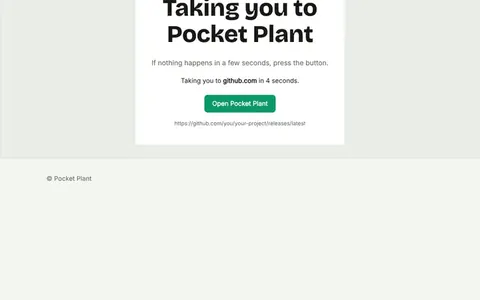 Taking you to
Pocket Plant
If nothing happens in a few seconds, press the button.
Taking you to github.com in 4 seconds.
Open Pocket Plant
https://github.com/you/your-project/releases/latest
© Pocket Plant